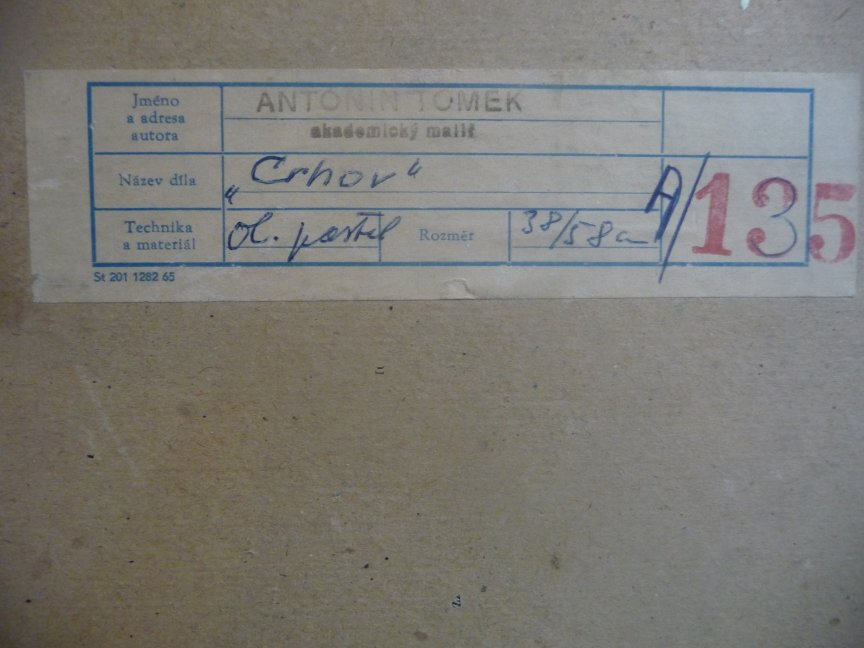 Jméno
a adresa
autora
ANTONÍN TOMEK
akademický malíř
Název díla
„Crhov“
A/135
Technika
a materiál
ol. pastel
Rozměr
38/58 cm
St 201 1282 65